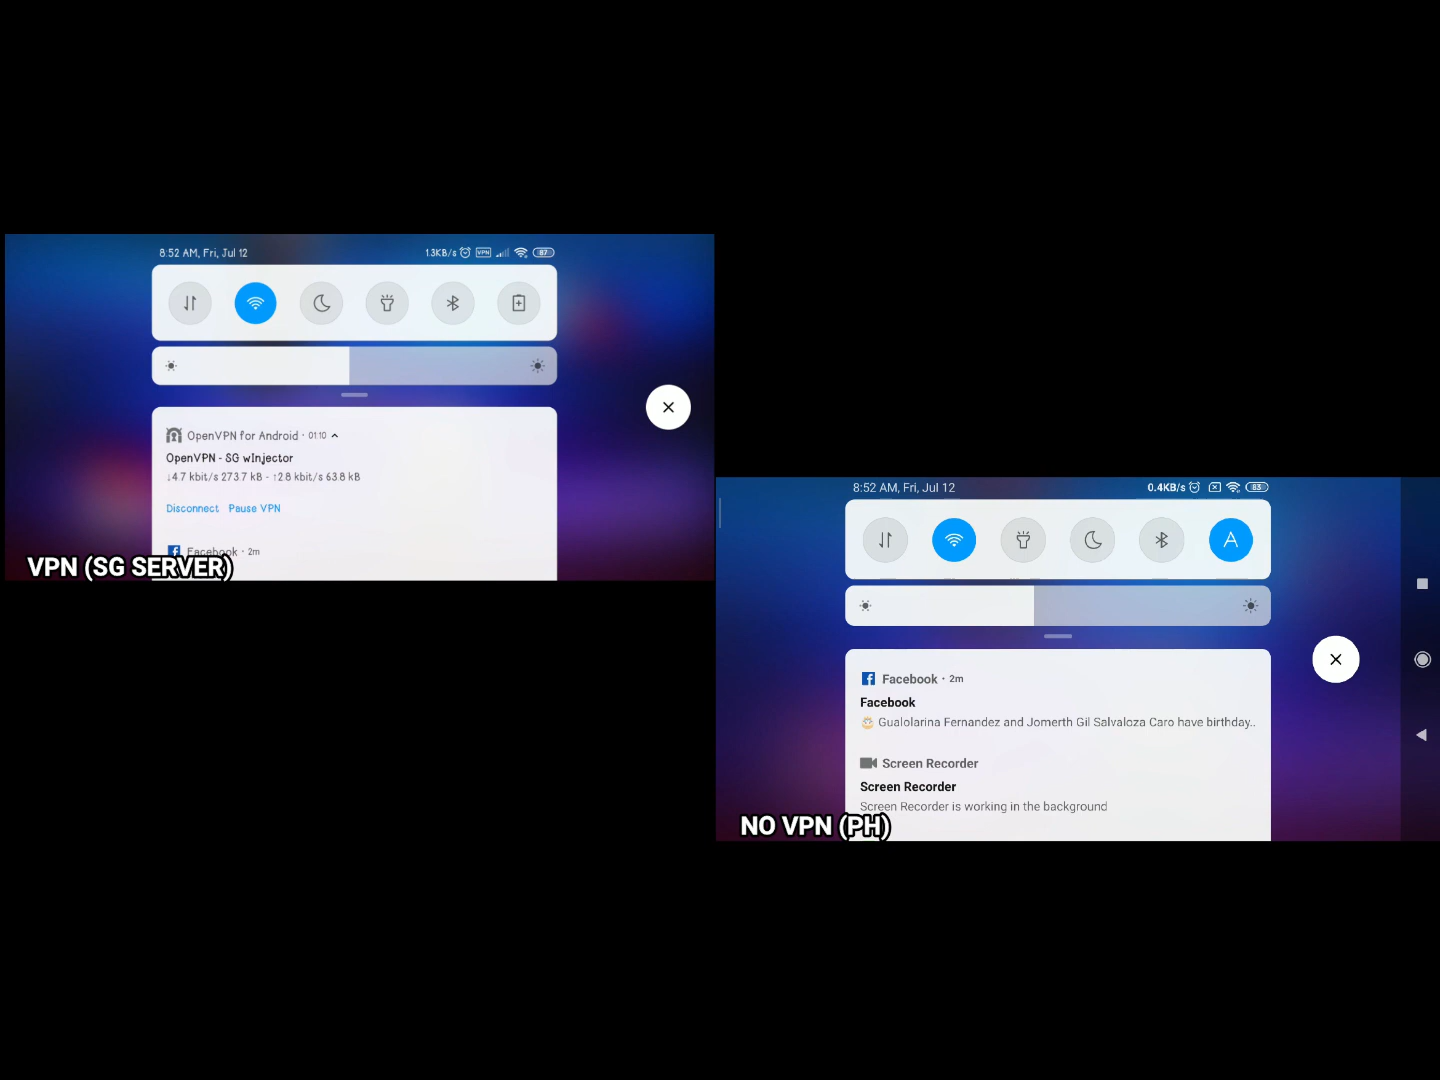 8:52 AM, Fri, Jul 12
1.3KB/s VPN 87
OpenVPN for Android · 01:10
OpenVPN - SG wInjector
↓4.7 kbit/s 273.7 kB - ↑2.8 kbit/s 63.8 kB
Disconnect Pause VPN
Facebook · 2m
VPN (SG SERVER)
8:52 AM, Fri, Jul 12
0.4KB/s 83
A
Facebook · 2m
Facebook
Gualolarina Fernandez and Jomerth Gil Salvaloza Caro have birthday..
Screen Recorder
Screen Recorder
Screen Recorder is working in the background
NO VPN (PH)